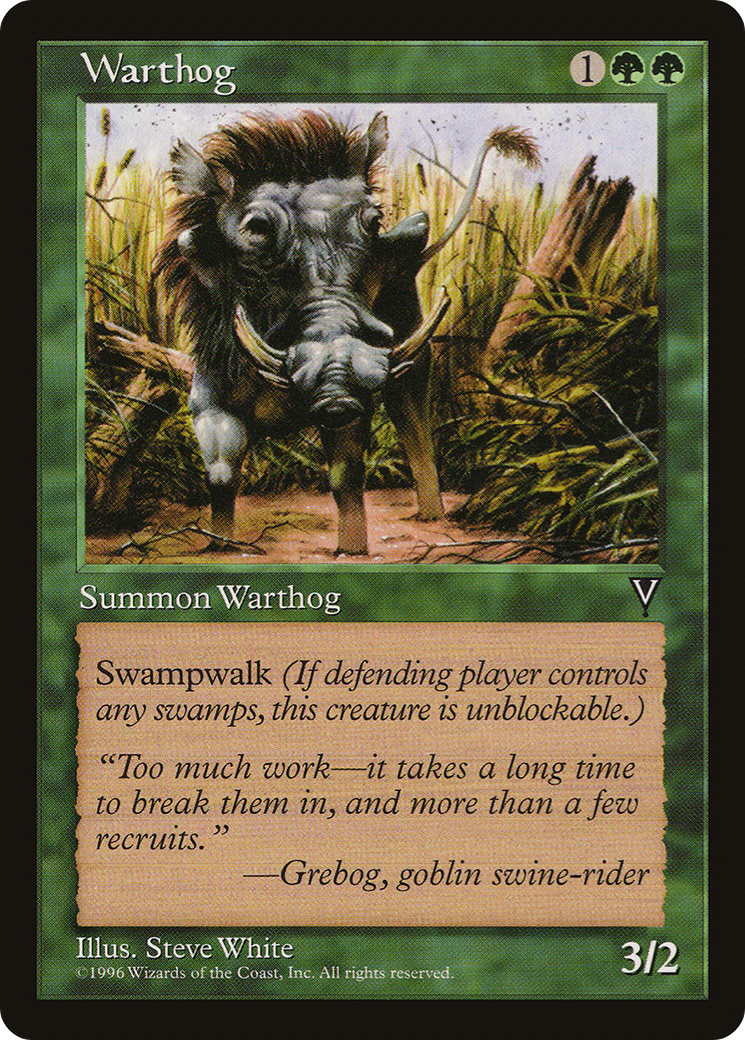 Warthog 1
Summon Warthog V
Swampwalk (If defending player controls
any swamps, this creature is unblockable.)
“Too much work—it takes a long time
to break them in, and more than a few
recruits.”
—Grebog, goblin swine-rider
Illus. Steve White
©1996 Wizards of the Coast, Inc. All rights reserved.
3/2